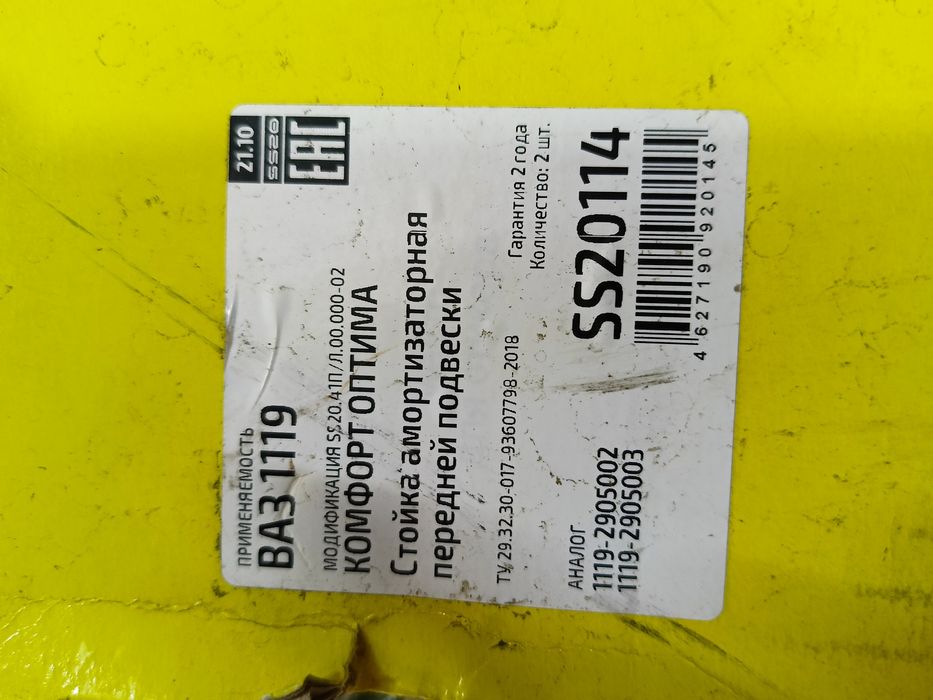 ПРИМЕНЯЕМОСТЬ
ВАЗ 1119
21.10
SS20
EAC
МОДИФИКАЦИЯ SS20.41П/Л.00.000-02
КОМФОРТ ОПТИМА
Стойка амортизаторная
передней подвески
ТУ 29.32.30-017-93607798-2018
Гарантия 2 года
Количество: 2 шт.
АНАЛОГ
1119-2905002
1119-2905003
SS20114
4 627190 920145